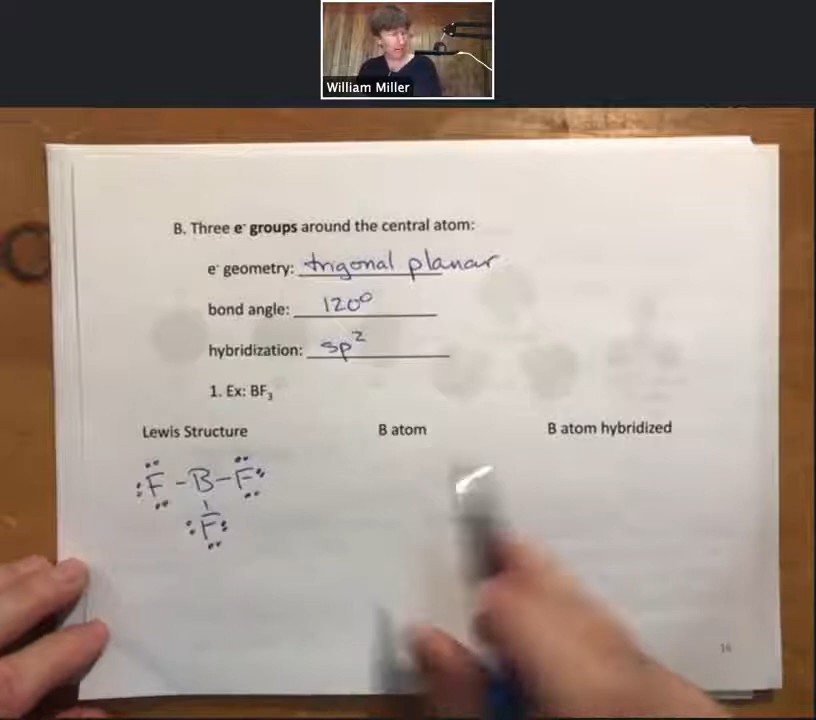 William Miller
B. Three e⁻ groups around the central atom:
e⁻ geometry: trigonal planar
bond angle: 120°
hybridization: sp²
1. Ex: BF₃
Lewis Structure B atom B atom hybridized
:F-B-F:
:F:
16